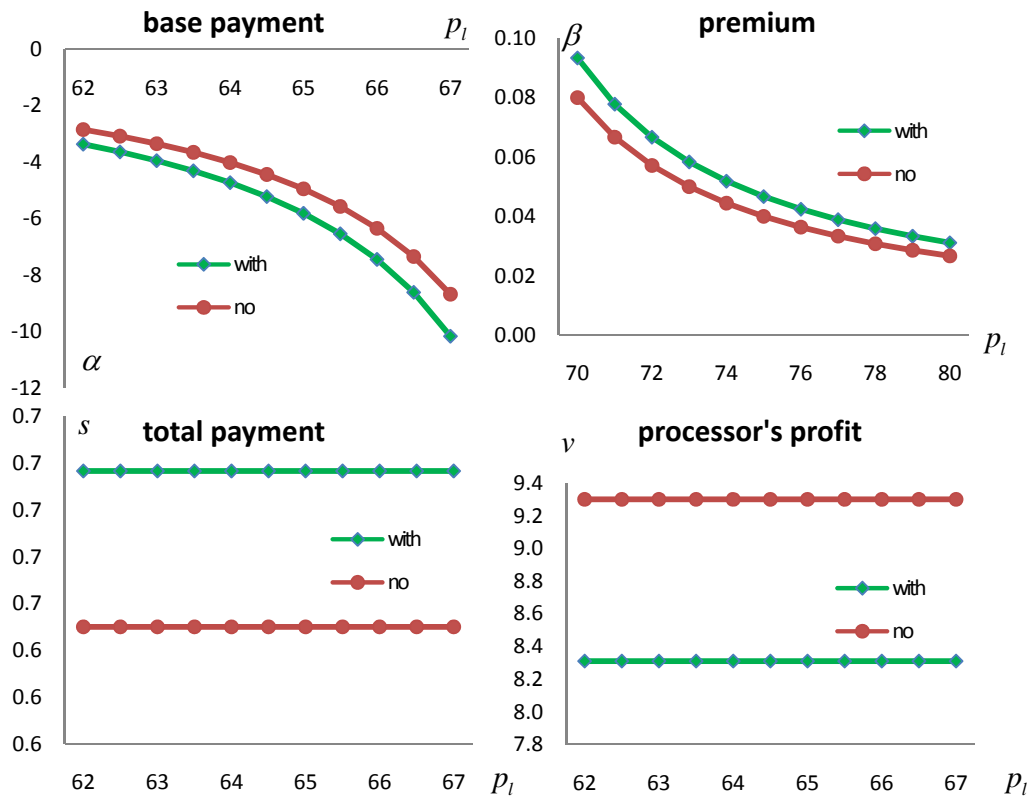 base payment
p_l
0
62 63 64 65 66 67
-2
-4
-6
-8
-10
-12
with
no
α
premium
β
0.10
0.08
0.06
0.04
0.02
0.00
with
no
p_l
70 72 74 76 78 80
total payment
s
0.7
0.7
0.7
0.7
0.7
0.6
0.6
0.6
with
no
62 63 64 65 66 67
p_l
processor's profit
v
9.4
9.2
9.0
8.8
8.6
8.4
8.2
8.0
7.8
with
no
62 63 64 65 66 67
p_l